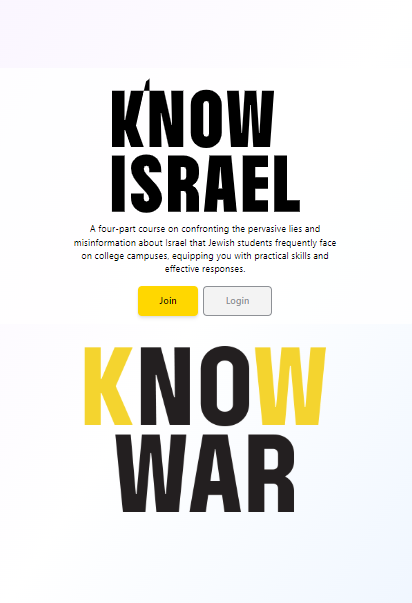 KNOW
ISRAEL
A four-part course on confronting the pervasive lies and
misinformation about Israel that Jewish students frequently face
on college campuses, equipping you with practical skills and
effective responses.
Join
Login
KNOW
WAR